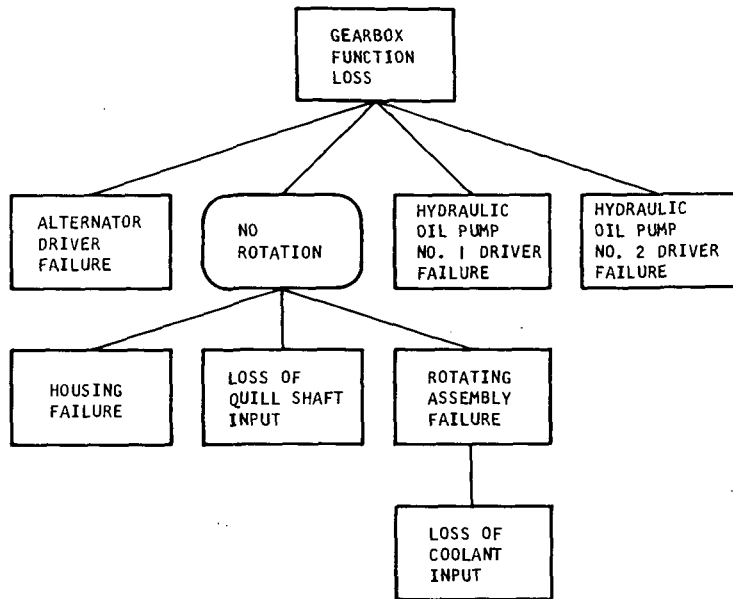 GEARBOX
FUNCTION
LOSS
ALTERNATOR
DRIVER
FAILURE
NO
ROTATION
HYDRAULIC
OIL PUMP
NO. 1 DRIVER
FAILURE
HYDRAULIC
OIL PUMP
NO. 2 DRIVER
FAILURE
HOUSING
FAILURE
LOSS OF
QUILL SHAFT
INPUT
ROTATING
ASSEMBLY
FAILURE
LOSS OF
COOLANT
INPUT